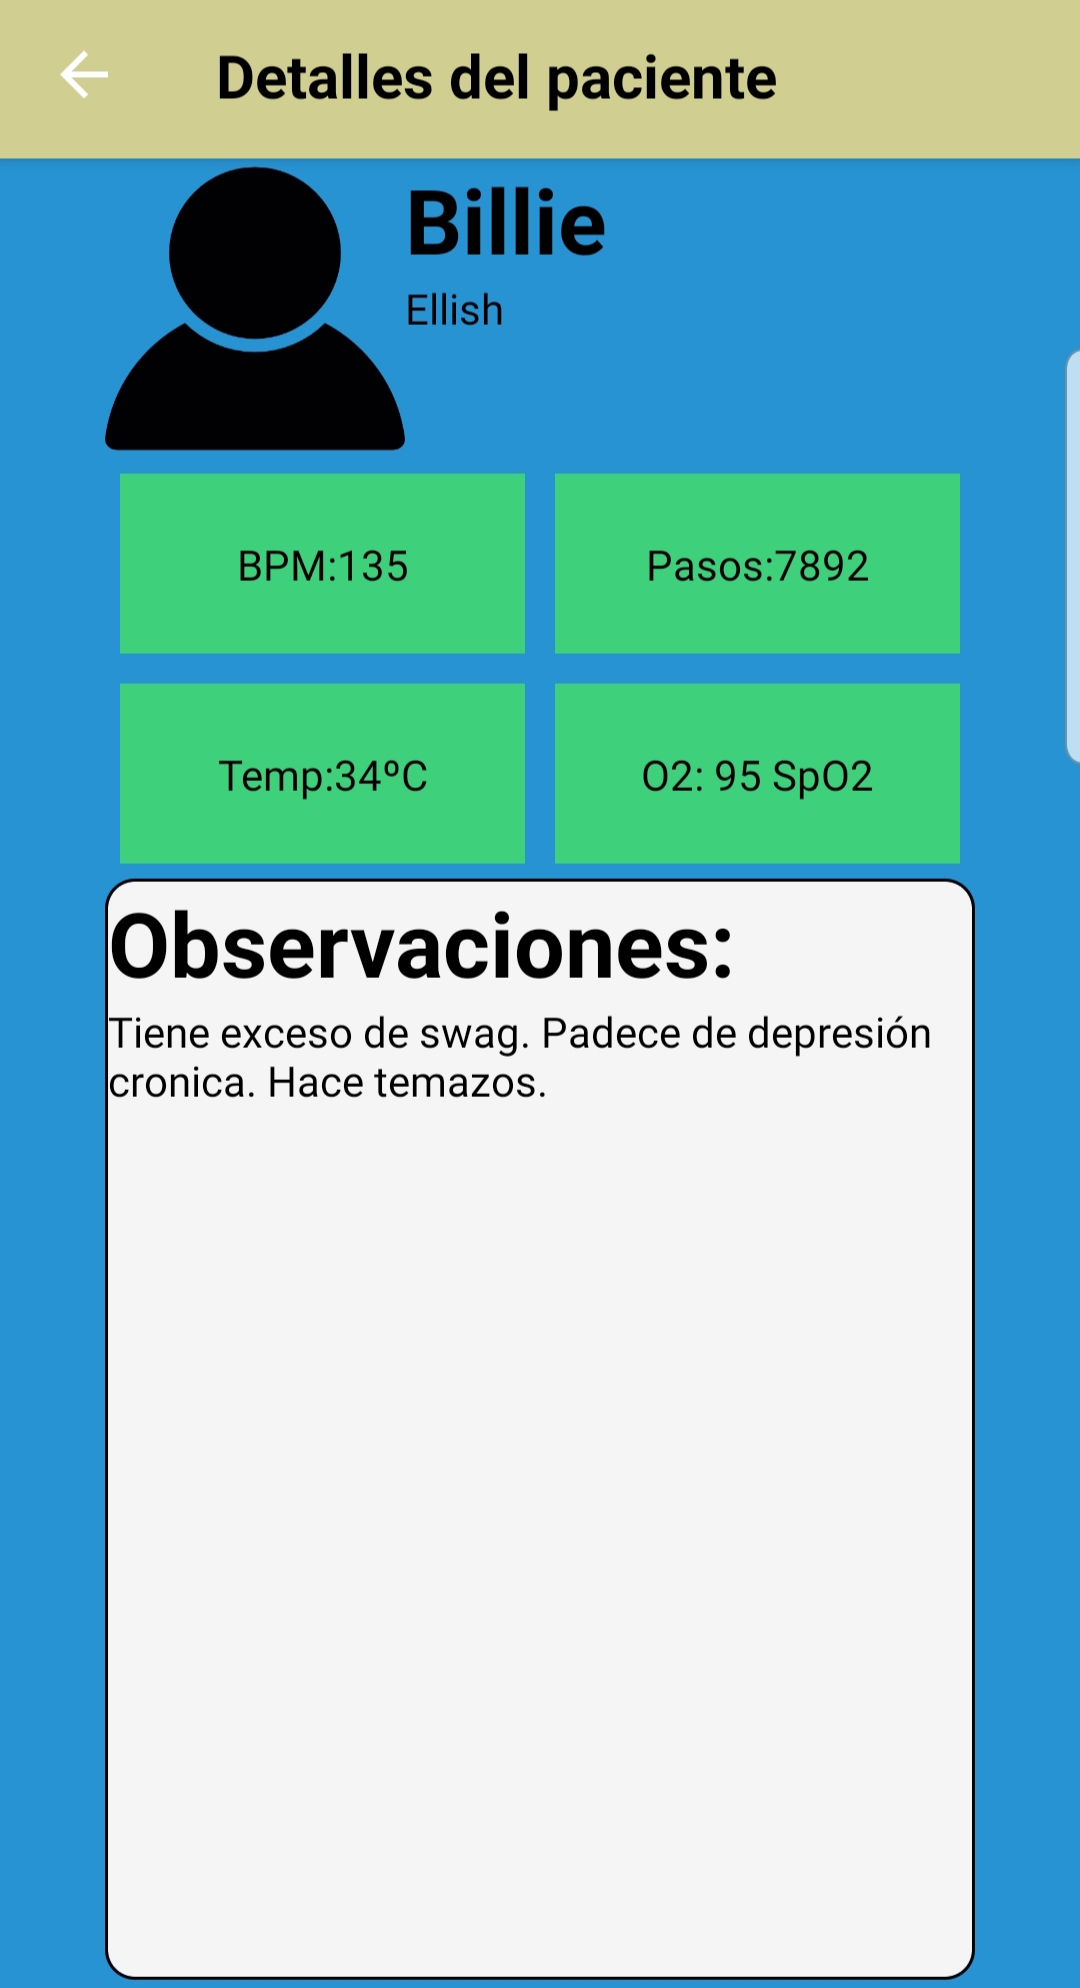 Detalles del paciente
Billie
Ellish
BPM:135
Pasos:7892
Temp:34ºC
O2: 95 SpO2
Observaciones:
Tiene exceso de swag. Padece de depresión
cronica. Hace temazos.